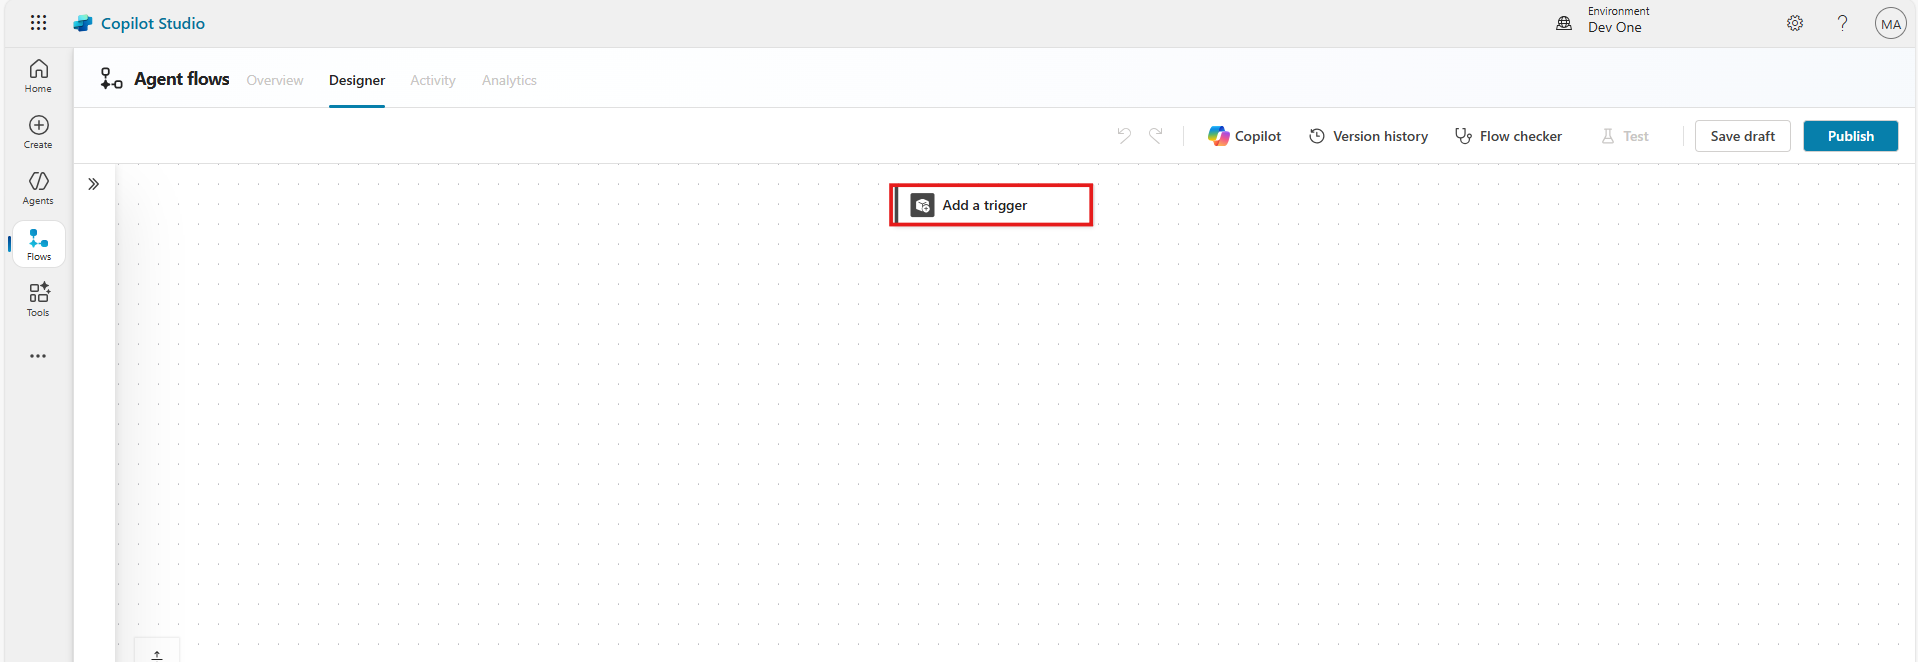 Copilot Studio
Environment
Dev One
MA
Home
Create
Agents
Flows
Tools
Agent flows
Overview
Designer
Activity
Analytics
Copilot
Version history
Flow checker
Test
Save draft
Publish
Add a trigger